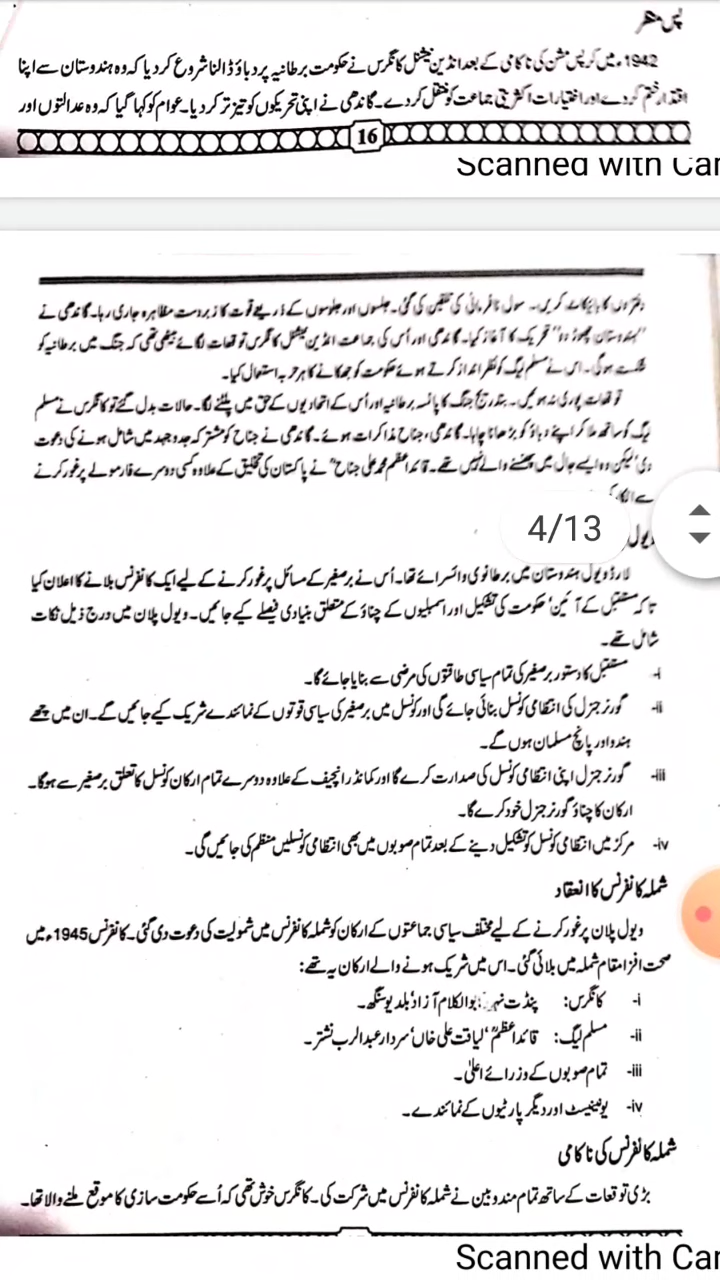 پس منظر
1942ء میں کرپس مشن کی ناکامی کے بعد انڈین نیشنل کانگرس نے حکومت برطانیہ پر دباؤ ڈالنا شروع کر دیا کہ وہ ہندوستان سے اپنا
اقتدار ختم کر دے اور اختیارات اکثریتی جماعت کو منتقل کر دے۔ گاندھی نے اپنی تحریکوں کو تیز تر کر دیا۔ عوام کو کہا گیا کہ وہ عدالتوں اور
16
Scanned with Car
دفتروں کا بائیکاٹ کریں۔ سول نافرمانی کی تلقین کی گئی۔ جلسوں اور جلوسوں کے ذریعے قوت کا زبردست مظاہرہ جاری رہا۔ گاندھی نے
"ہندوستان چھوڑ دو" تحریک کا آغاز کیا۔ گاندھی اور اُس کی جماعت انڈین نیشنل کانگرس توقعات لگائے بیٹھی تھی کہ جنگ میں برطانیہ کو
شکست ہوگی۔ اس نے مسلم لیگ کو نظر انداز کرتے ہوئے حکومت کو جھکانے کا ہر حربہ استعمال کیا۔
توقعات پوری نہ ہوئیں۔ بتدریج جنگ کا پانسہ برطانیہ اور اُس کے اتحادیوں کے حق میں پلٹنے لگا۔ حالات بدل گئے تو کانگرس نے مسلم
لیگ کو ساتھ ملا کر اپنے دباؤ کو بڑھانا چاہا۔ گاندھی، جناح مذاکرات ہوئے۔ گاندھی نے جناح کو مشترکہ جدوجہد میں شامل ہونے کی دعوت
دی' لیکن وہ ایسے جال میں پھنسنے والے نہیں تھے۔ قائداعظم محمد علی جناحؒ نے پاکستان کی تخلیق کے علاوہ کسی دوسرے فارمولے پر غور کرنے
سے انکار
4/13
ویول
لارڈ ویول ہندوستان میں برطانوی وائسرائے تھا۔ اُس نے برصغیر کے مسائل پر غور کرنے کے لیے ایک کانفرنس بلانے کا اعلان کیا
تا کہ مستقبل کے آئین' حکومت کی تشکیل اور اسمبلیوں کے چناؤ کے متعلق بنیادی فیصلے کیے جائیں۔ ویول پلان میں درج ذیل نکات
شامل تھے۔
i- مستقبل کا دستور برصغیر کی تمام سیاسی طاقتوں کی مرضی سے بنایا جائے گا۔
ii- گورنر جنرل کی انتظامی کونسل بنائی جائے گی اور کونسل میں برصغیر کی سیاسی قوتوں کے نمائندے شریک کیے جائیں گے۔ ان میں چھے
ہندو اور پانچ مسلمان ہوں گے۔
iii- گورنر جنرل اپنی انتظامی کونسل کی صدارت کرے گا اور کمانڈر انچیف کے علاوہ دوسرے تمام ارکان کونسل کا تعلق برصغیر سے ہوگا۔
ارکان کا چناؤ گورنر جنرل خود کرے گا۔
iv- مرکز میں انتظامی کونسل کو تشکیل دینے کے بعد تمام صوبوں میں بھی انتظامی کونسلیں منظم کی جائیں گی۔
شملہ کانفرنس کا انعقاد
ویول پلان پر غور کرنے کے لیے مختلف سیاسی جماعتوں کے ارکان کو شملہ کانفرنس میں شمولیت کی دعوت دی گئی۔ کانفرنس 1945ء میں
صحت افزا مقام شملہ میں بلائی گئی۔ اس میں شریک ہونے والے ارکان یہ تھے:
i- کانگرس: پنڈت نہرو' ابوالکلام آزاد' بلدیو سنگھ۔
ii- مسلم لیگ: قائداعظمؒ' لیاقت علی خاں' سردار عبدالرب نشتر۔
iii- تمام صوبوں کے وزرائے اعلیٰ۔
iv- یونینسٹ اور دیگر پارٹیوں کے نمائندے۔
شملہ کانفرنس کی ناکامی
بڑی توقعات کے ساتھ تمام مندوبین نے شملہ کانفرنس میں شرکت کی۔ کانگرس خوش تھی کہ اُسے حکومت سازی کا موقع ملنے والا تھا۔
Scanned with Car